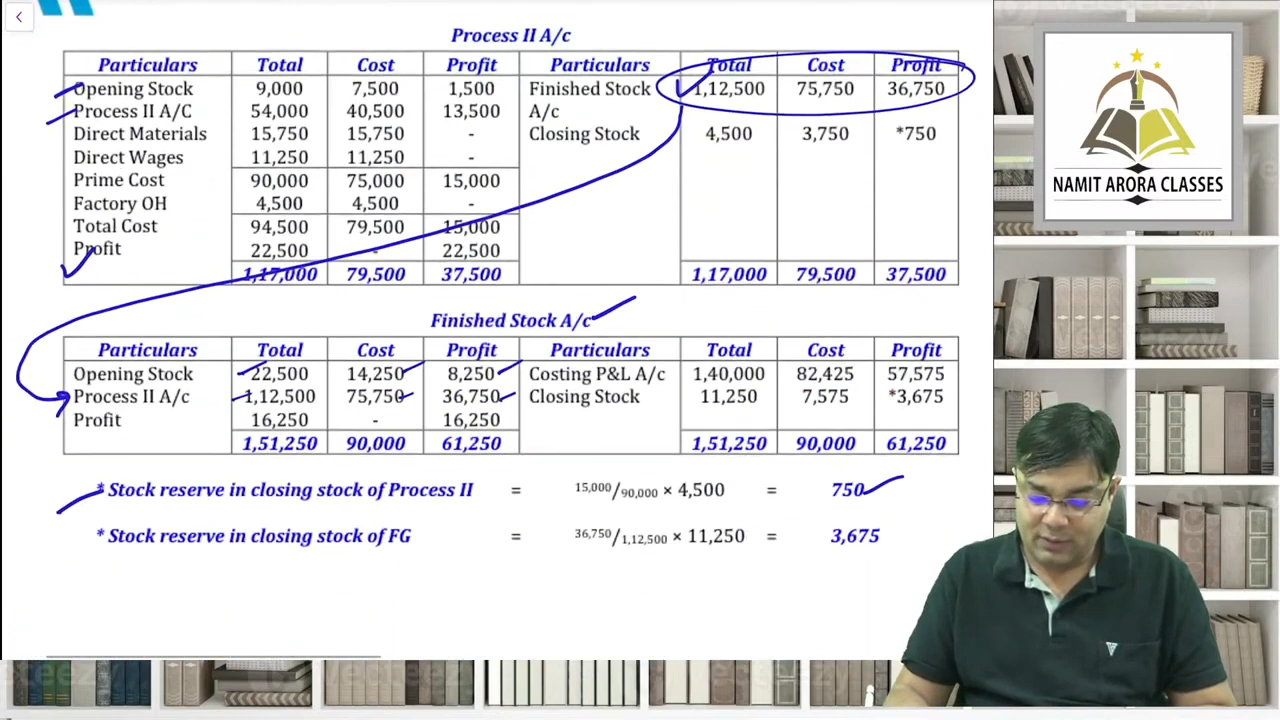 Process II A/c
Particulars Total Cost Profit Particulars Total Cost Profit
Opening Stock 9,000 7,500 1,500 Finished Stock 1,12,500 75,750 36,750
Process II A/C 54,000 40,500 13,500 A/c
Direct Materials 15,750 15,750 - Closing Stock 4,500 3,750 *750
Direct Wages 11,250 11,250 -
Prime Cost 90,000 75,000 15,000
Factory OH 4,500 4,500 -
Total Cost 94,500 79,500 15,000
Profit 22,500 - 22,500
1,17,000 79,500 37,500 1,17,000 79,500 37,500
Finished Stock A/c
Particulars Total Cost Profit Particulars Total Cost Profit
Opening Stock 22,500 14,250 8,250 Costing P&L A/c 1,40,000 82,425 57,575
Process II A/c 1,12,500 75,750 36,750 Closing Stock 11,250 7,575 *3,675
Profit 16,250 - 16,250
1,51,250 90,000 61,250 1,51,250 90,000 61,250
* Stock reserve in closing stock of Process II = 15,000/90,000 × 4,500 = 750
* Stock reserve in closing stock of FG = 36,750/1,12,500 × 11,250 = 3,675
NAMIT ARORA CLASSES